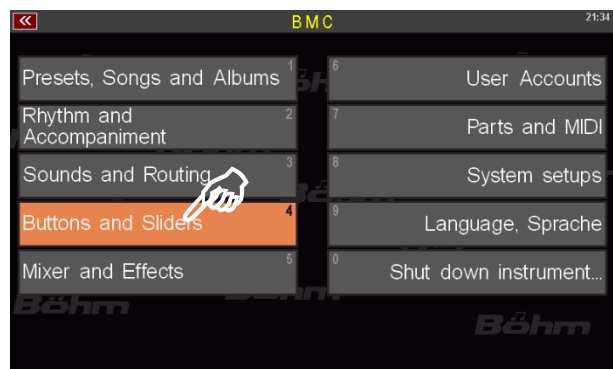 BMC
21:34
Presets, Songs and Albums 1
Rhythm and 2
Accompaniment
Sounds and Routing 3
Buttons and Sliders 4
Mixer and Effects 5
6 User Accounts
7 Parts and MIDI
8 System setups
9 Language, Sprache
0 Shut down instrument...
Böhm
Böhm